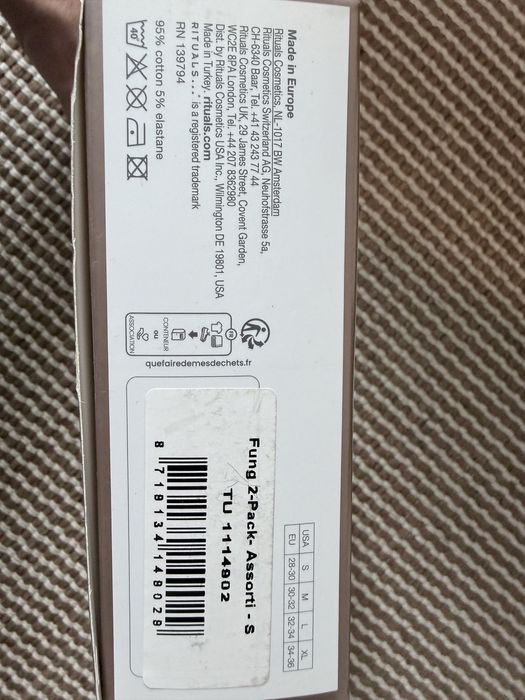 Made in Europe
Rituals Cosmetics, NL-1017 BW Amsterdam
Rituals Cosmetics Switzerland AG, Neuhofstrasse 5a,
CH-6340 Baar, Tel. +41 43 243 77 44
Rituals Cosmetics UK, 29 James Street, Covent Garden,
WC2E 8PA London, Tel. +44 207 8362980
Dist. by Rituals Cosmetics USA Inc., Wilmington DE 19801, USA
Made in Turkey. rituals.com
RITUALS...® is a registered trademark
RN 139794
95% cotton 5% elastane
40°
FR
CONTENEUR
OU
ASSOCIATION
quefairedemesdechets.fr
USA S M L XL
EU 28-30 30-32 32-34 34-36
Fung 2-Pack- Assorti - S
TU 1114902
8 719134 149029